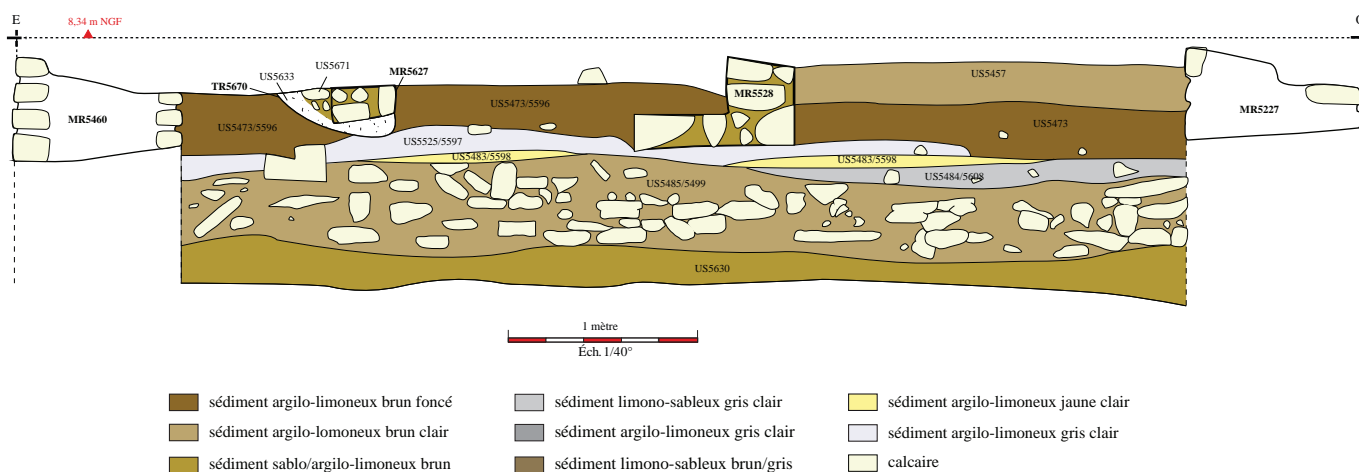 E
8,34 m NGF
US5671
US5633
TR5670
MR5627
US5457
MR5528
MR5460
US5473/5596
US5473/5596
US5473
MR5227
US5525/5597
US5483/5598
US5483/5598
US5484/5608
US5485/5499
US5630
1 mètre
Éch. 1/40°
sédiment argilo-limoneux brun foncé
sédiment limono-sableux gris clair
sédiment argilo-limoneux jaune clair
sédiment argilo-lomoneux brun clair
sédiment argilo-limoneux gris clair
sédiment argilo-limoneux gris clair
sédiment sablo/argilo-limoneux brun
sédiment limono-sableux brun/gris
calcaire